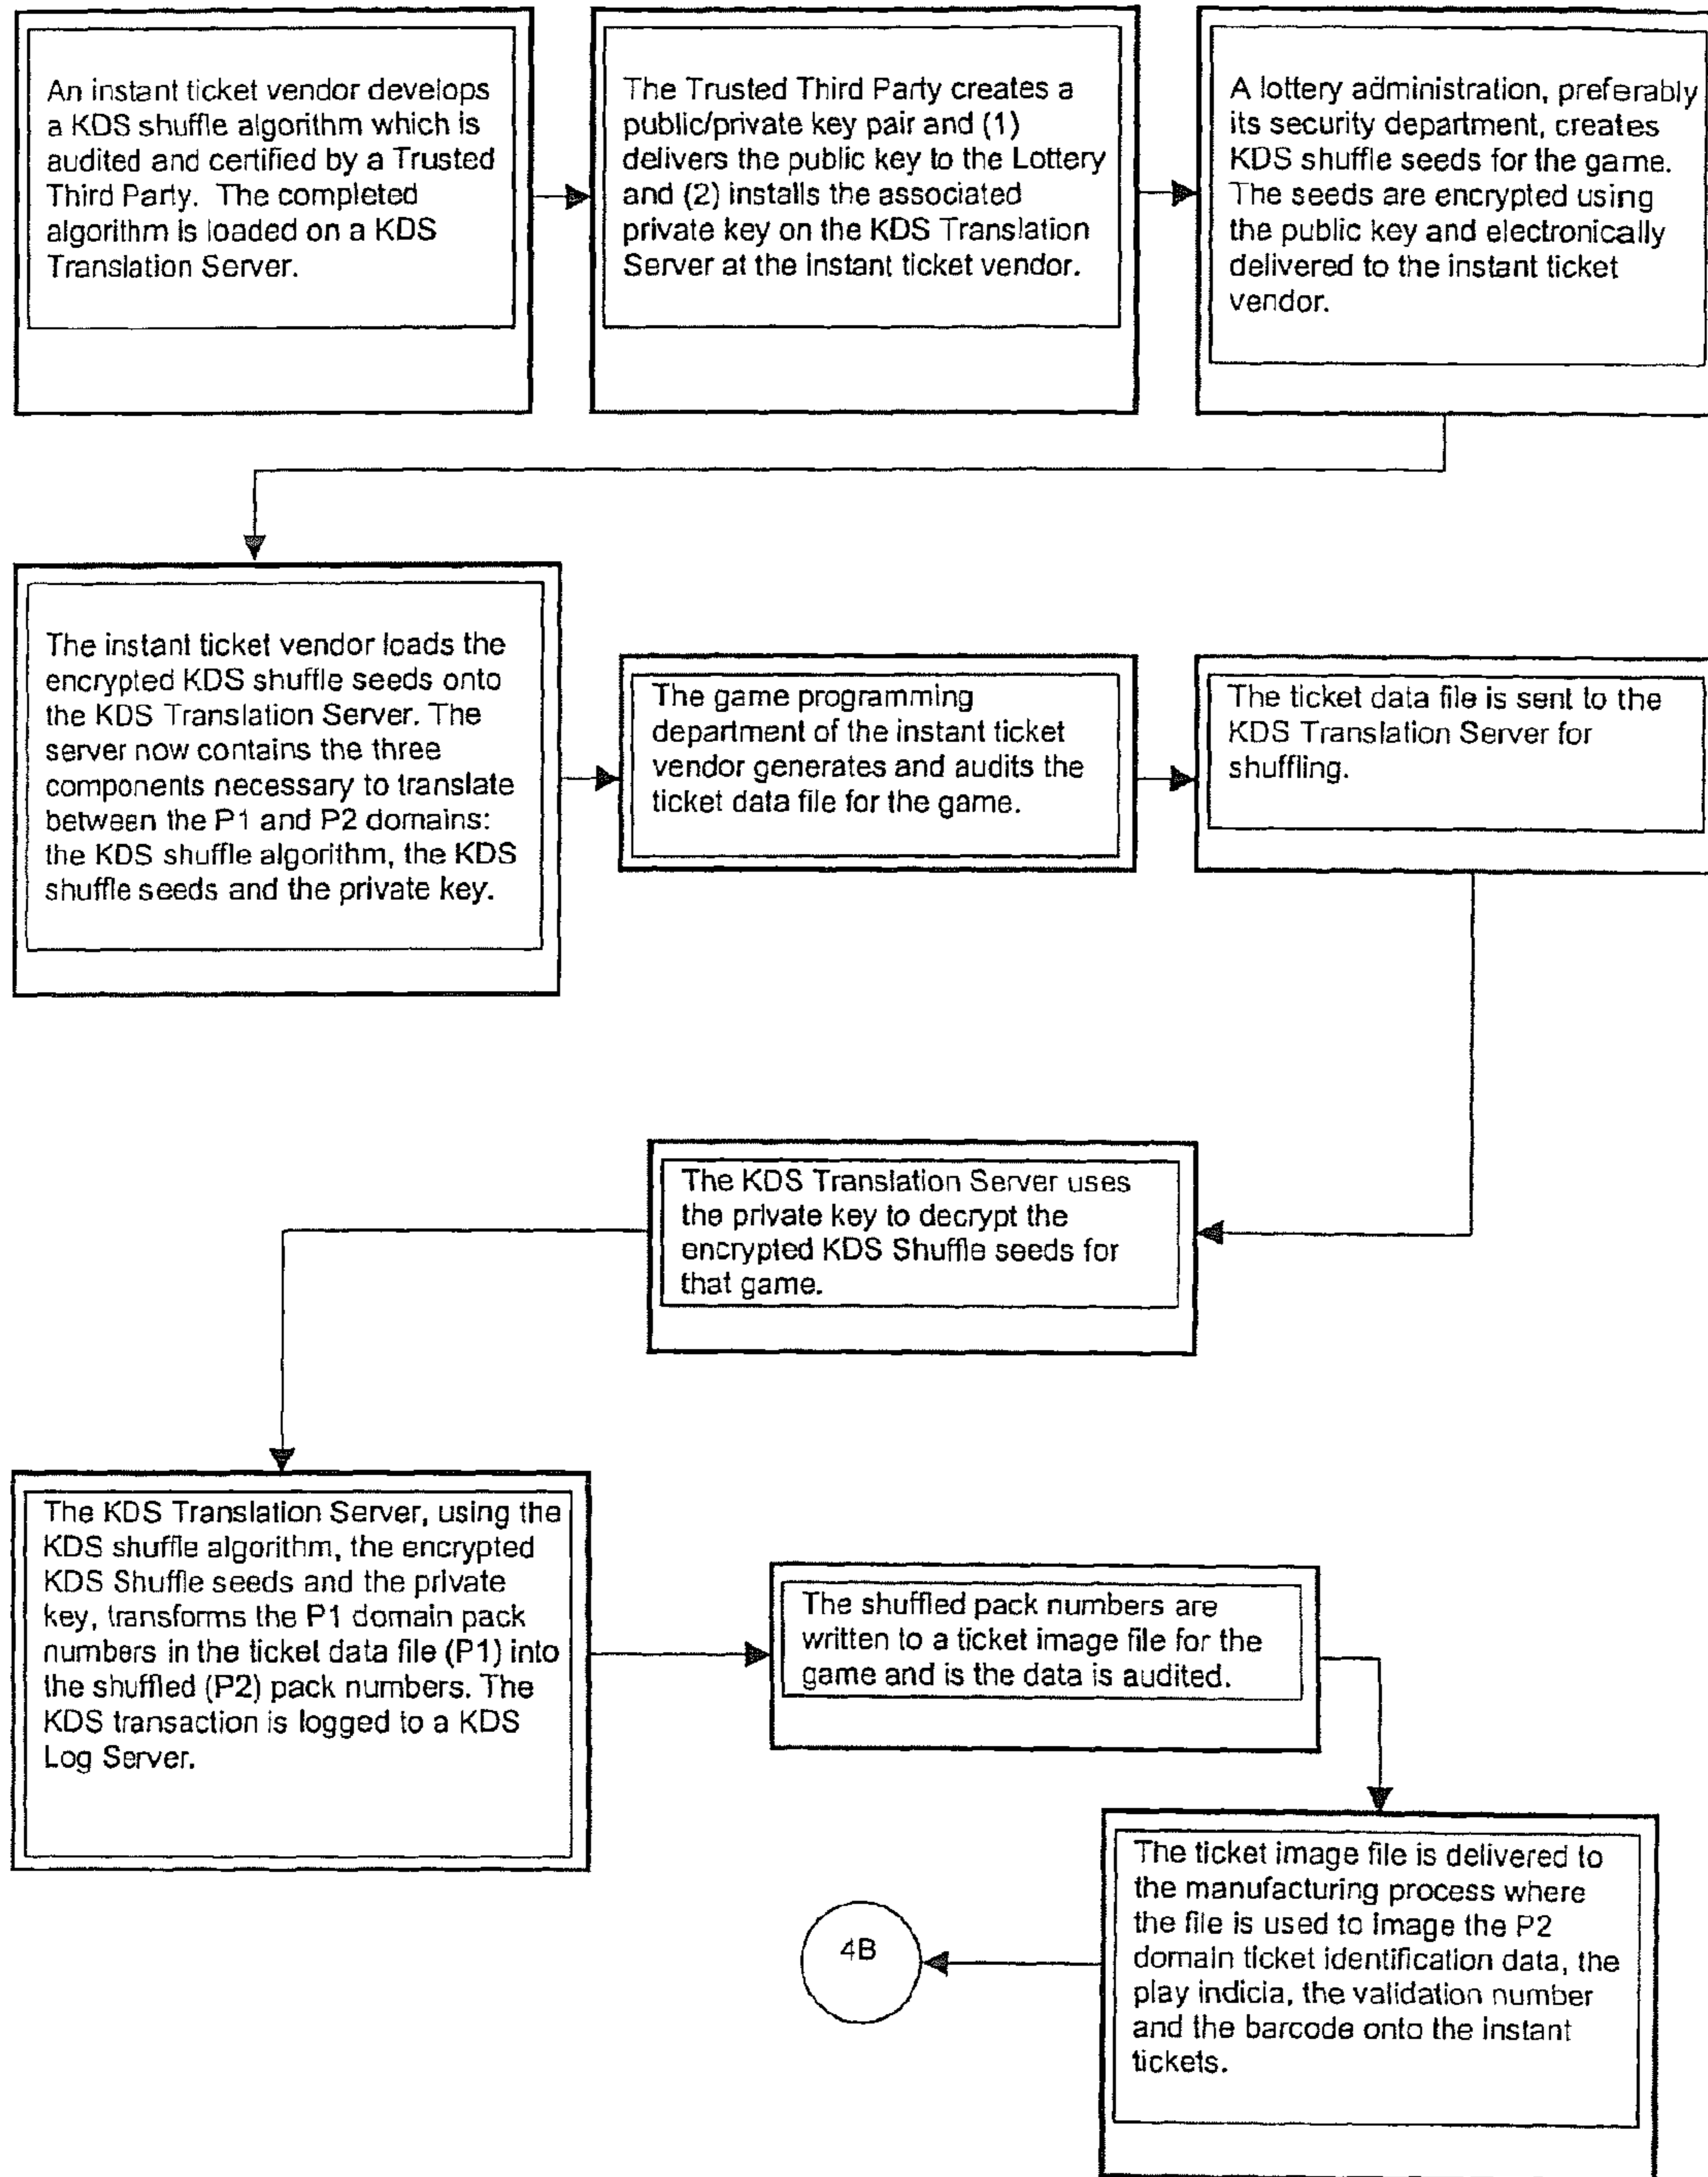 An instant ticket vendor develops
a KDS shuffle algorithm which is
audited and certified by a Trusted
Third Party. The completed
algorithm is loaded on a KDS
Translation Server.
The Trusted Third Party creates a
public/private key pair and (1)
delivers the public key to the Lottery
and (2) installs the associated
private key on the KDS Translation
Server at the instant ticket vendor.
A lottery administration, preferably
its security department, creates
KDS shuffle seeds for the game.
The seeds are encrypted using
the public key and electronically
delivered to the instant ticket
vendor.
The instant ticket vendor loads the
encrypted KDS shuffle seeds onto
the KDS Translation Server. The
server now contains the three
components necessary to translate
between the P1 and P2 domains:
the KDS shuffle algorithm, the KDS
shuffle seeds and the private key.
The game programming
department of the instant ticket
vendor generates and audits the
ticket data file for the game.
The ticket data file is sent to the
KDS Translation Server for
shuffling.
The KDS Translation Server uses
the private key to decrypt the
encrypted KDS Shuffle seeds for
that game.
The KDS Translation Server, using the
KDS shuffle algorithm, the encrypted
KDS Shuffle seeds and the private
key, transforms the P1 domain pack
numbers in the ticket data file (P1) into
the shuffled (P2) pack numbers. The
KDS transaction is logged to a KDS
Log Server.
The shuffled pack numbers are
written to a ticket image file for the
game and is the data is audited.
The ticket image file is delivered to
the manufacturing process where
the file is used to image the P2
domain ticket identification data, the
play indicia, the validation number
and the barcode onto the instant
tickets.
4B